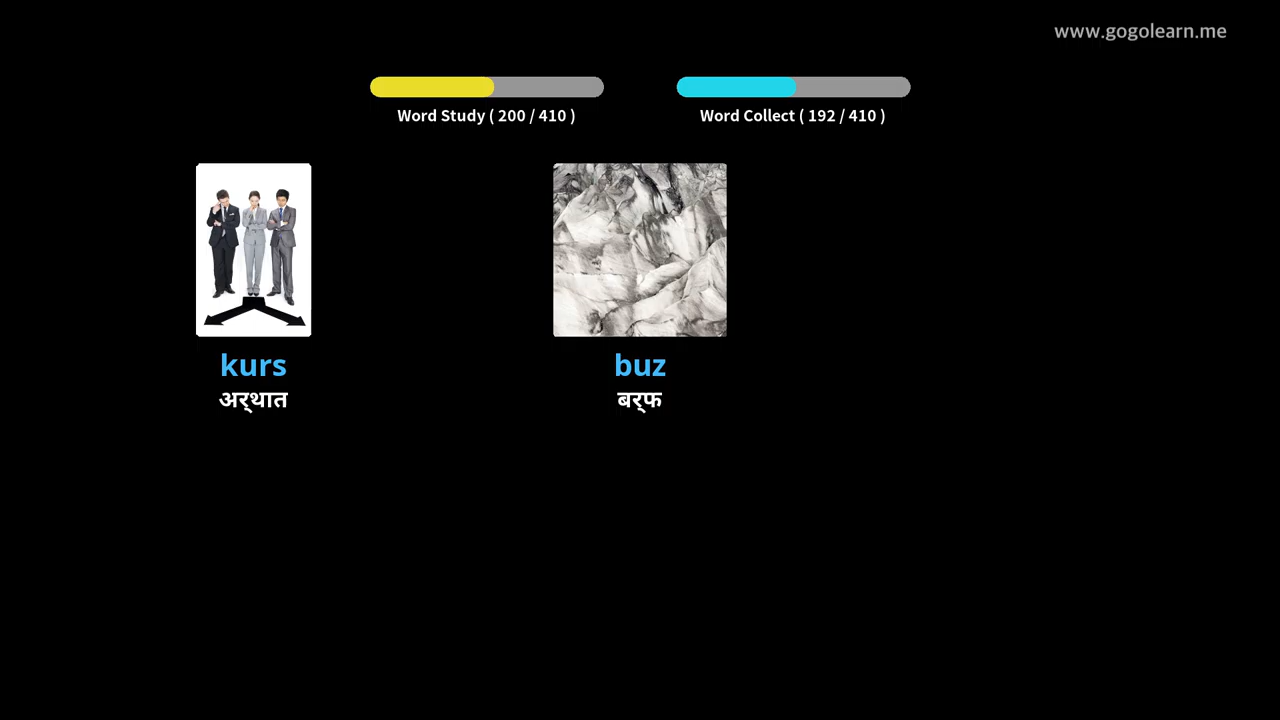 www.gogolearn.me
Word Study ( 200 / 410 )
Word Collect ( 192 / 410 )
kurs
अर्थात
buz
बर्फ